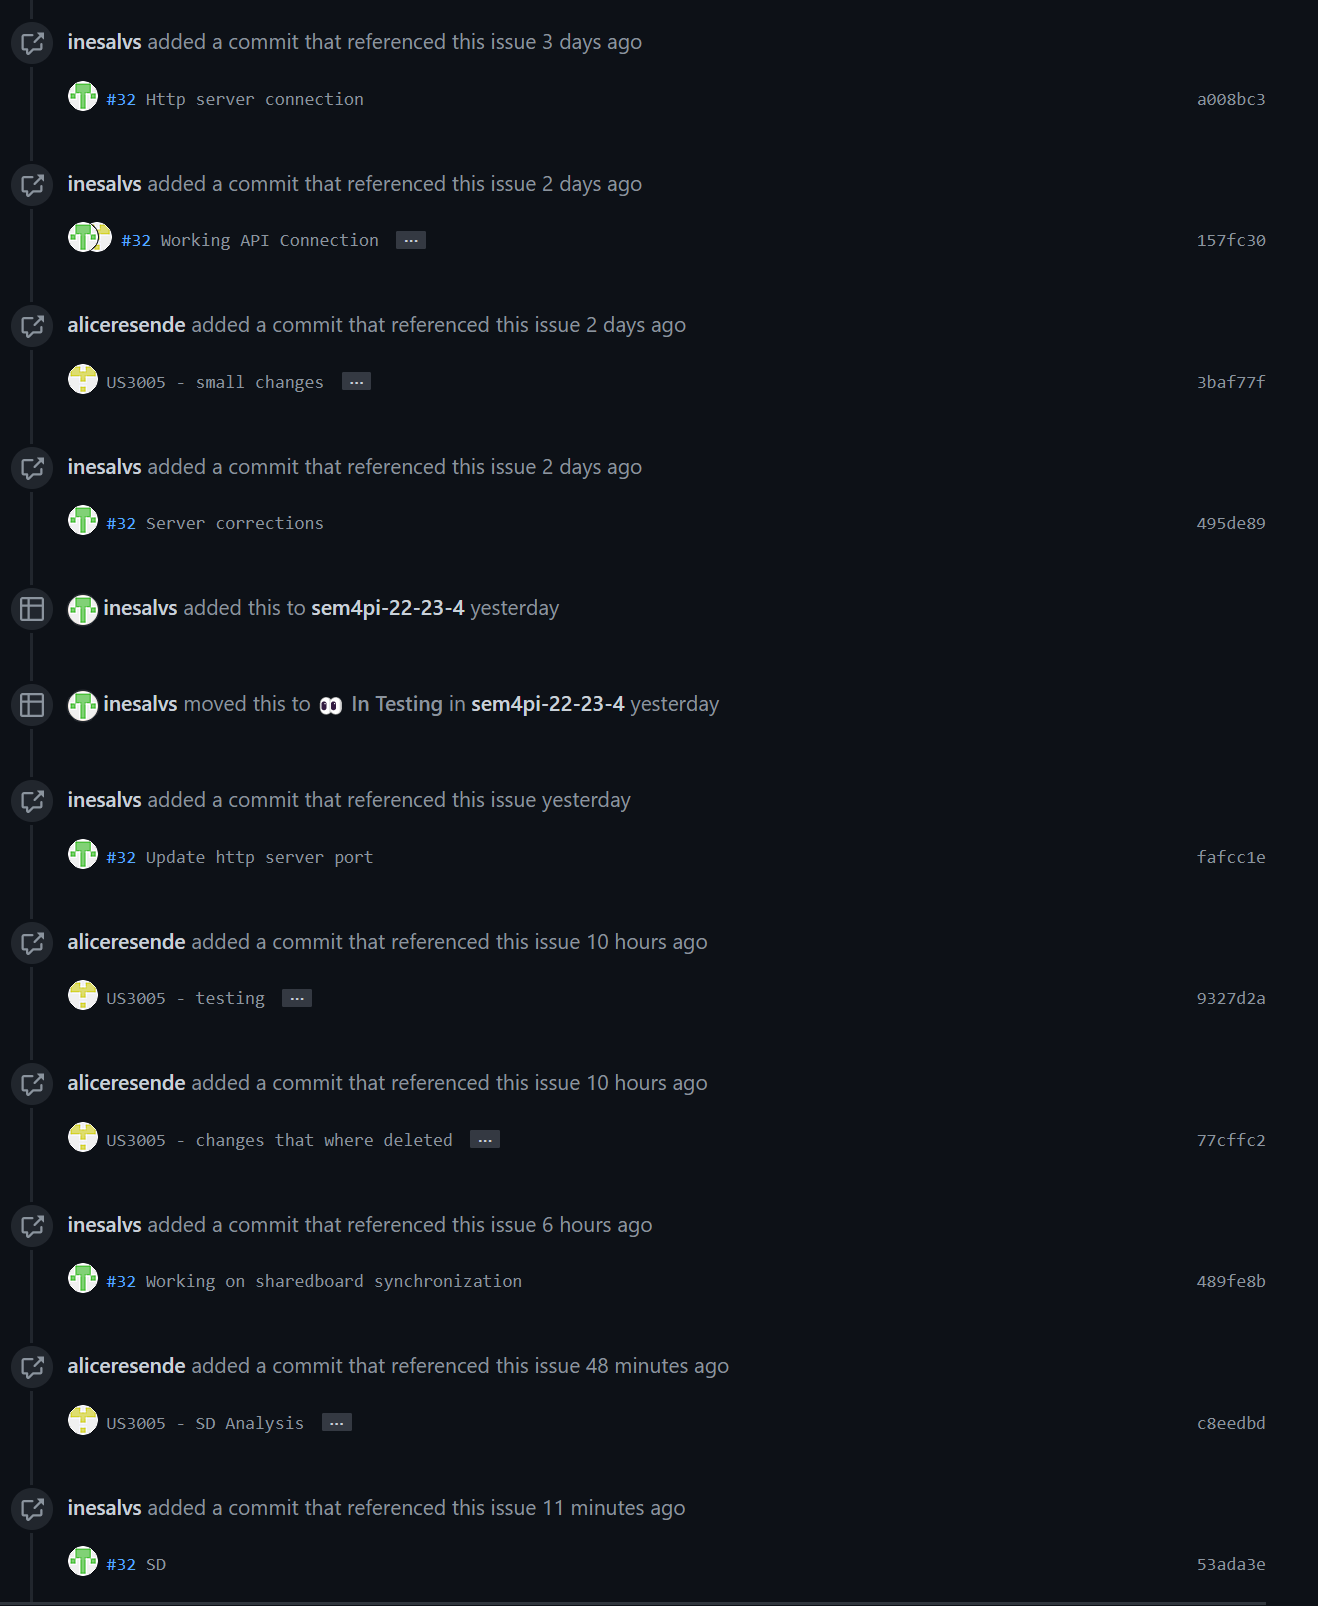 inesalvs added a commit that referenced this issue 3 days ago
#32 Http server connection a008bc3
inesalvs added a commit that referenced this issue 2 days ago
#32 Working API Connection ... 157fc30
aliceresende added a commit that referenced this issue 2 days ago
US3005 - small changes ... 3baf77f
inesalvs added a commit that referenced this issue 2 days ago
#32 Server corrections 495de89
inesalvs added this to sem4pi-22-23-4 yesterday
inesalvs moved this to 👀 In Testing in sem4pi-22-23-4 yesterday
inesalvs added a commit that referenced this issue yesterday
#32 Update http server port fafcc1e
aliceresende added a commit that referenced this issue 10 hours ago
US3005 - testing ... 9327d2a
aliceresende added a commit that referenced this issue 10 hours ago
US3005 - changes that where deleted ... 77cffc2
inesalvs added a commit that referenced this issue 6 hours ago
#32 Working on sharedboard synchronization 489fe8b
aliceresende added a commit that referenced this issue 48 minutes ago
US3005 - SD Analysis ... c8eedbd
inesalvs added a commit that referenced this issue 11 minutes ago
#32 SD 53ada3e